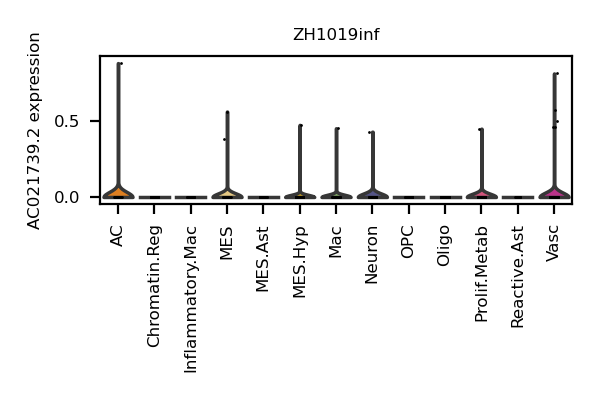 ZH1019inf
AC021739.2 expression
0.5
0.0
AC
Chromatin.Reg
Inflammatory.Mac
MES
MES.Ast
MES.Hyp
Mac
Neuron
OPC
Oligo
Prolif.Metab
Reactive.Ast
Vasc